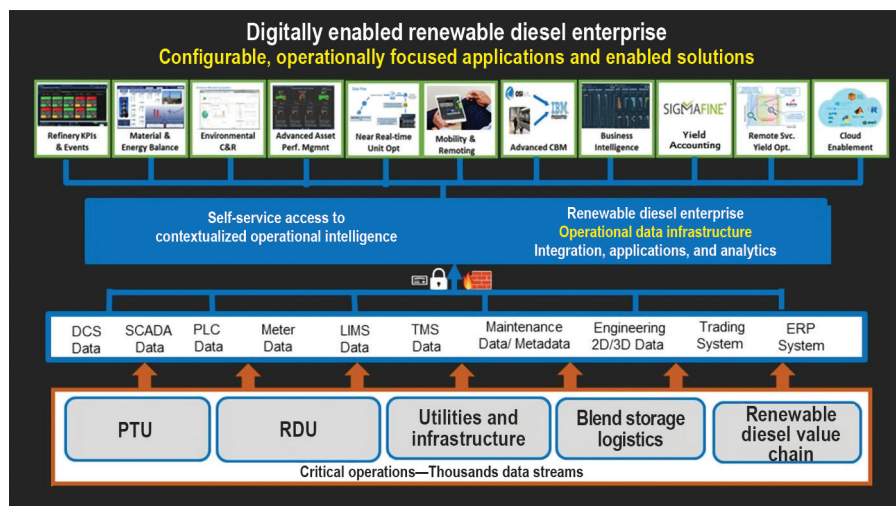 Digitally enabled renewable diesel enterprise
Configurable, operationally focused applications and enabled solutions
Refinery KPIs
& Events
Material &
Energy Balance
Environmental
C&R
Advanced Asset
Perf. Mgmnt
Near Real-time
Unit Opt
Mobility &
Remoting
OSI
IBM
maximo
Advanced CBM
Business
Intelligence
SIGMAFINE
Yield
Accounting
Remote Svc.
Yield Opt.
Cloud
Enablement
Self-service access to
contextualized operational intelligence
Renewable diesel enterprise
Operational data infrastructure
Integration, applications, and analytics
DCS
Data
SCADA
Data
PLC
Data
Meter
Data
LIMS
Data
TMS
Data
Maintenance
Data/ Metadata
Engineering
2D/3D Data
Trading
System
ERP
System
PTU
RDU
Utilities and
infrastructure
Blend storage
logistics
Renewable
diesel value
chain
Critical operations—Thousands data streams